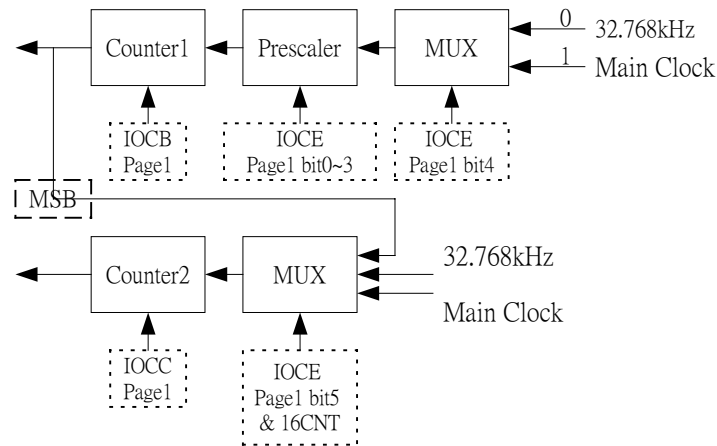 Counter1
Prescaler
MUX
0
32.768kHz
1
Main Clock
IOCB
Page1
IOCE
Page1 bit0~3
IOCE
Page1 bit4
MSB
Counter2
MUX
32.768kHz
Main Clock
IOCC
Page1
IOCE
Page1 bit5
& 16CNT